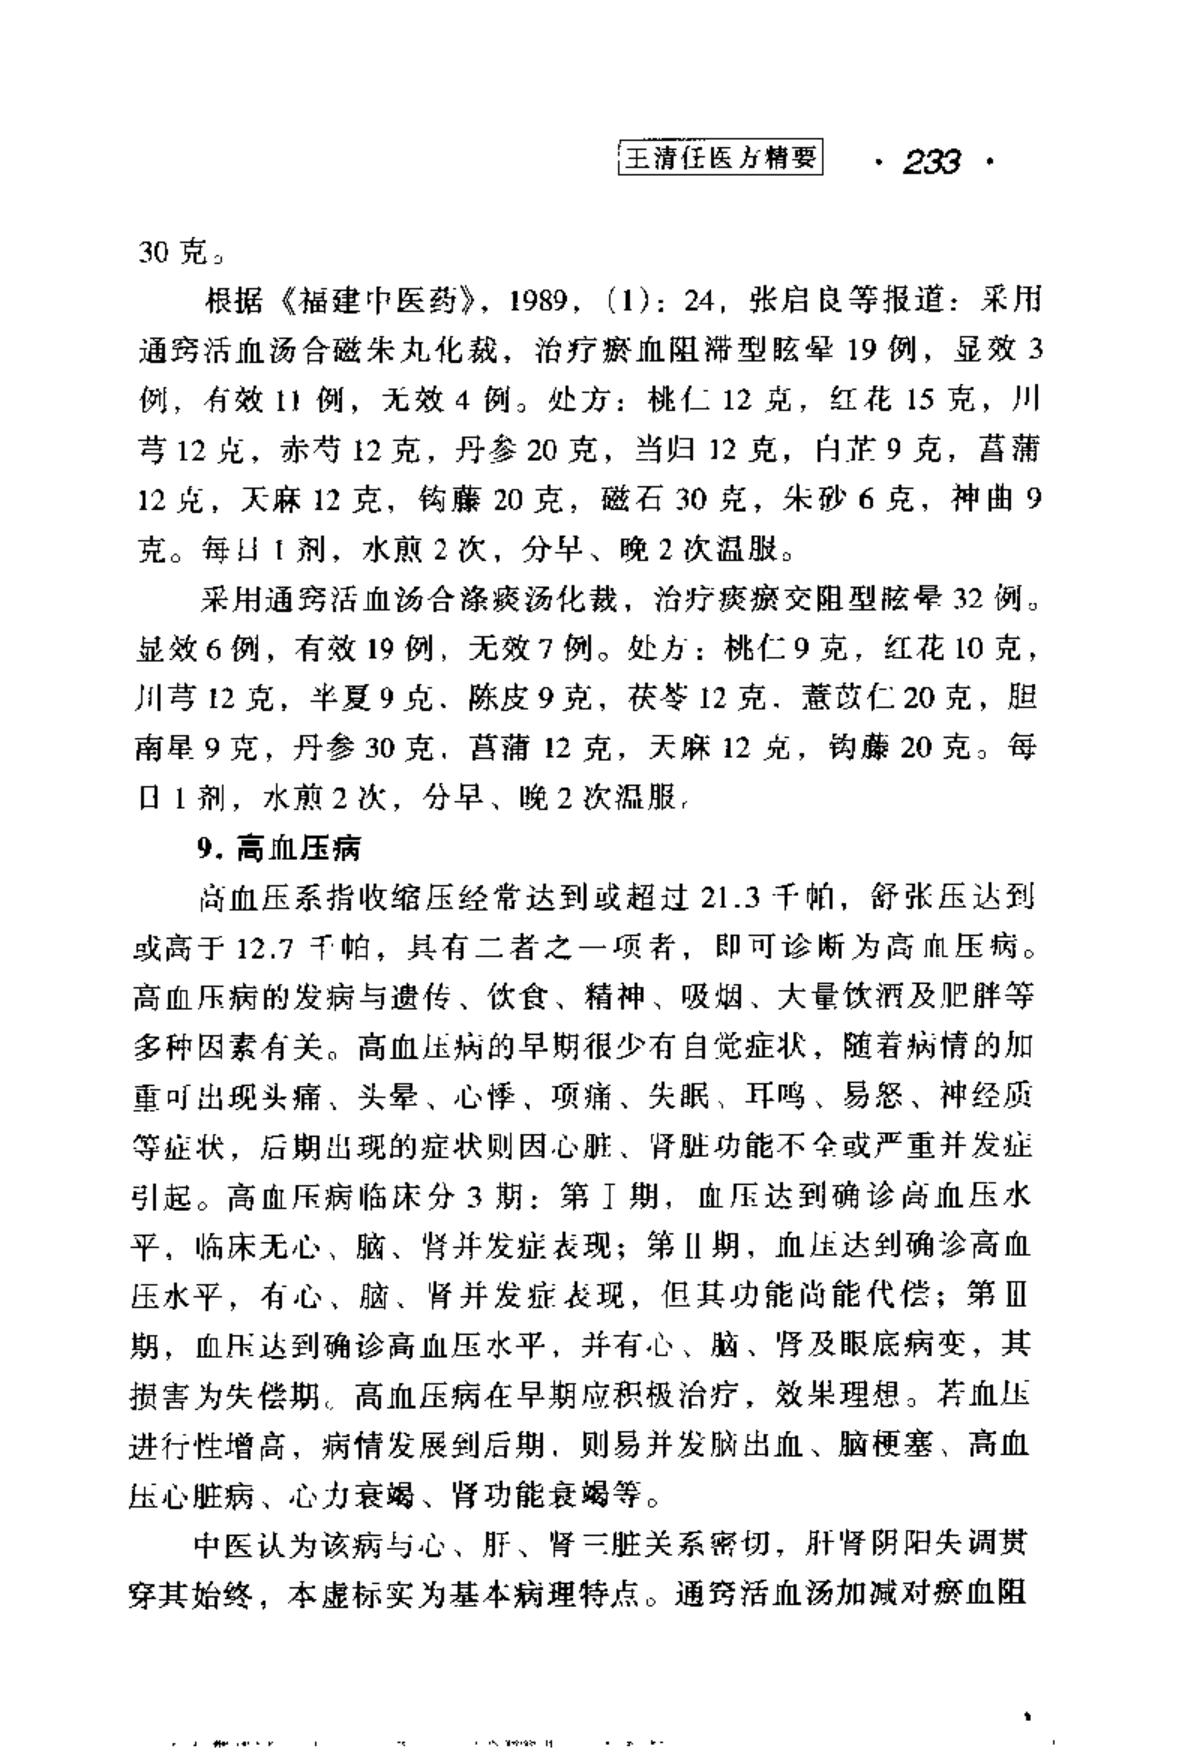 王清任医方精要 · 233 ·
30 克。
根据《福建中医药》，1989，（1）：24，张启良等报道：采用
通窍活血汤合磁朱丸化裁，治疗瘀血阻滞型眩晕 19 例，显效 3
例，有效 11 例，无效 4 例。处方：桃仁 12 克，红花 15 克，川
芎 12 克，赤芍 12 克，丹参 20 克，当归 12 克，白芷 9 克，菖蒲
12 克，天麻 12 克，钩藤 20 克，磁石 30 克，朱砂 6 克，神曲 9
克。每日 1 剂，水煎 2 次，分早、晚 2 次温服。
采用通窍活血汤合涤痰汤化裁，治疗痰瘀交阻型眩晕 32 例。
显效 6 例，有效 19 例，无效 7 例。处方：桃仁 9 克，红花 10 克，
川芎 12 克，半夏 9 克，陈皮 9 克，茯苓 12 克，薏苡仁 20 克，胆
南星 9 克，丹参 30 克，菖蒲 12 克，天麻 12 克，钩藤 20 克。每
日 1 剂，水煎 2 次，分早、晚 2 次温服。
9. 高血压病
高血压系指收缩压经常达到或超过 21.3 千帕，舒张压达到
或高于 12.7 千帕，具有二者之一项者，即可诊断为高血压病。
高血压病的发病与遗传、饮食、精神、吸烟、大量饮酒及肥胖等
多种因素有关。高血压病的早期很少有自觉症状，随着病情的加
重可出现头痛、头晕、心悸、项痛、失眠、耳鸣、易怒、神经质
等症状，后期出现的症状则因心脏、肾脏功能不全或严重并发症
引起。高血压病临床分 3 期：第Ⅰ期，血压达到确诊高血压水
平，临床无心、脑、肾并发症表现；第Ⅱ期，血压达到确诊高血
压水平，有心、脑、肾并发症表现，但其功能尚能代偿；第Ⅲ
期，血压达到确诊高血压水平，并有心、脑、肾及眼底病变，其
损害为失偿期。高血压病在早期应积极治疗，效果理想。若血压
进行性增高，病情发展到后期，则易并发脑出血、脑梗塞、高血
压心脏病、心力衰竭、肾功能衰竭等。
中医认为该病与心、肝、肾三脏关系密切，肝肾阴阳失调贯
穿其始终，本虚标实为基本病理特点。通窍活血汤加减对瘀血阻